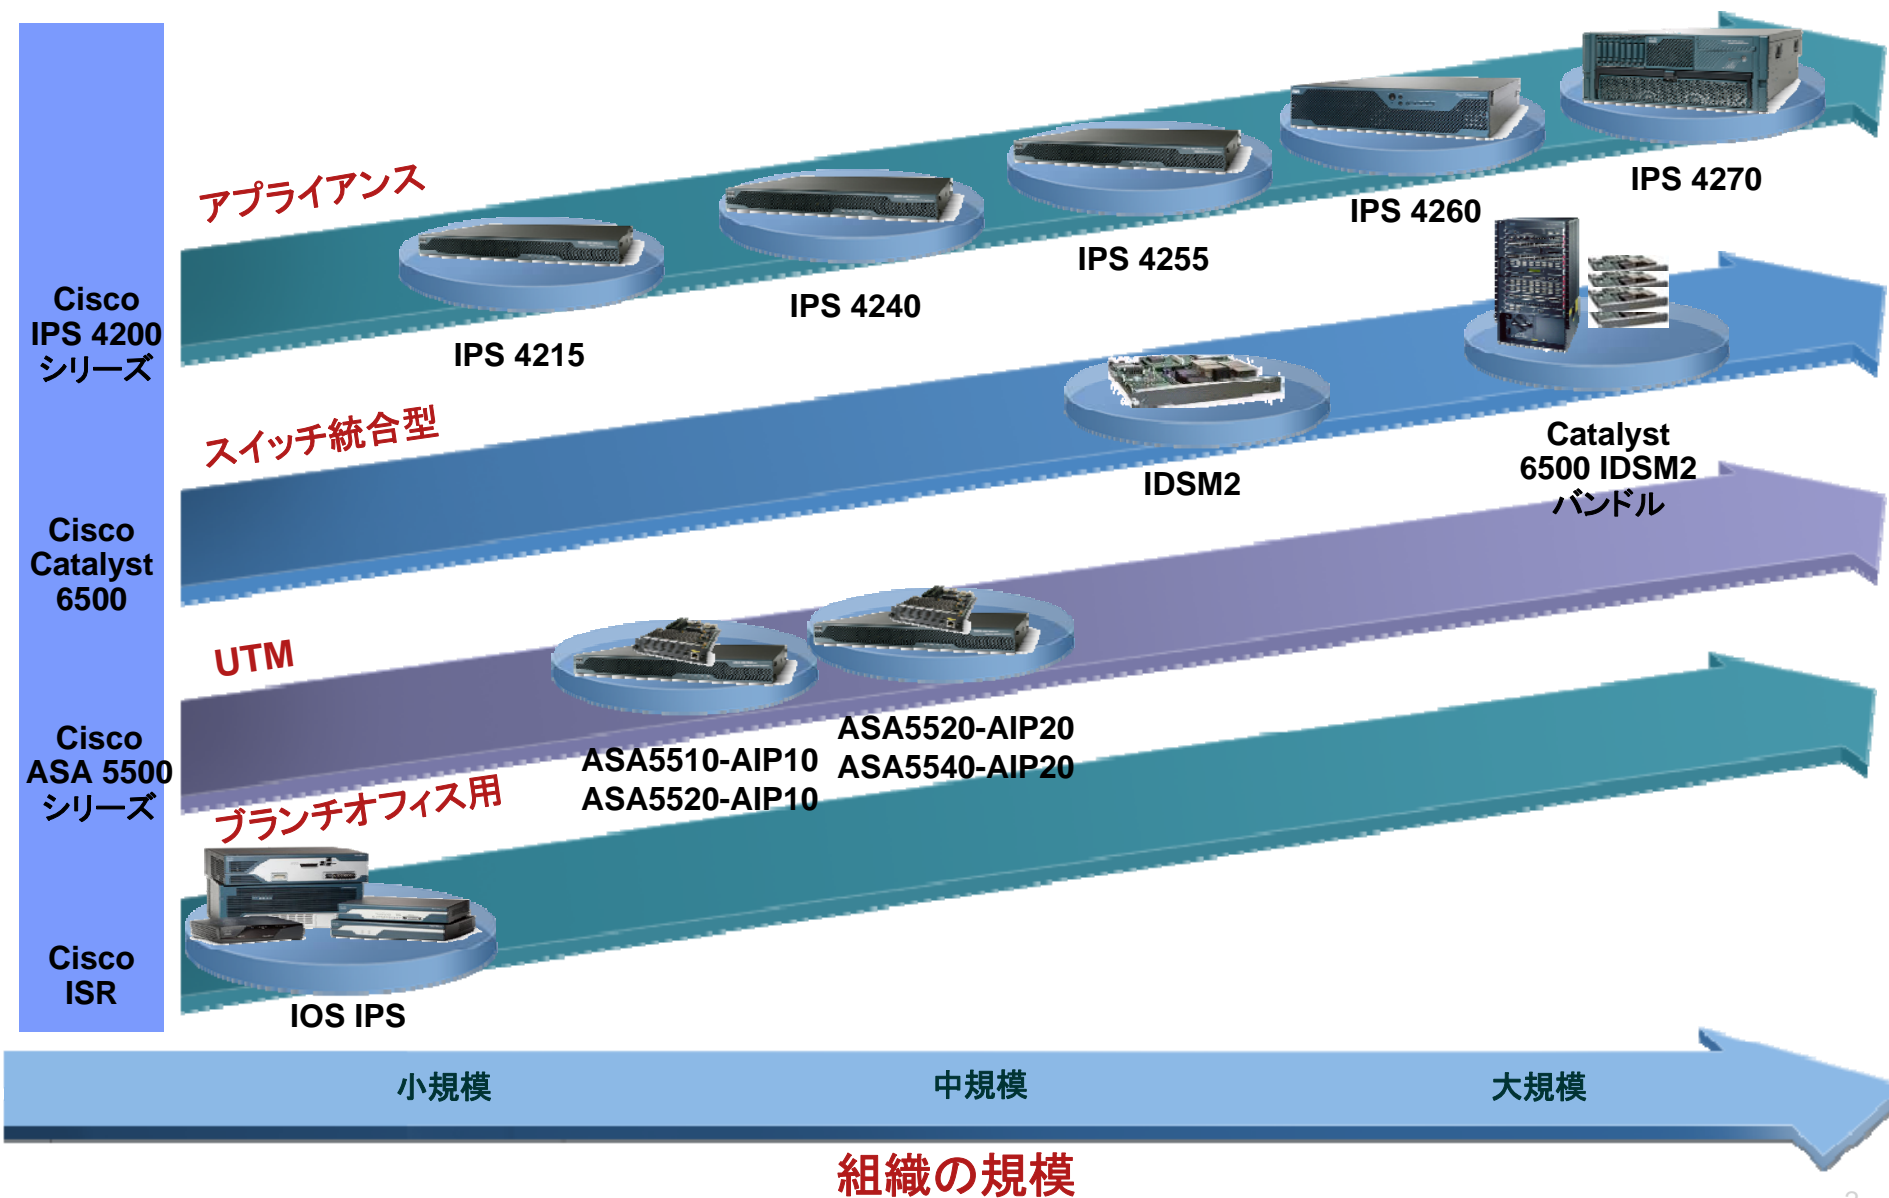 アプライアンス
Cisco
IPS 4200
シリーズ
IPS 4215
IPS 4240
IPS 4255
IPS 4260
IPS 4270
スイッチ統合型
Cisco
Catalyst
6500
IDSM2
Catalyst
6500 IDSM2
バンドル
UTM
Cisco
ASA 5500
シリーズ
ASA5510-AIP10
ASA5520-AIP10
ASA5520-AIP20
ASA5540-AIP20
ブランチオフィス用
Cisco
ISR
IOS IPS
小規模
中規模
大規模
組織の規模